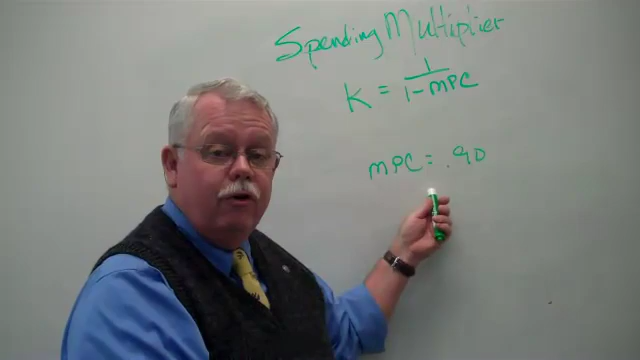 Spending Multiplier
K = 1/1-MPC
MPC = .90